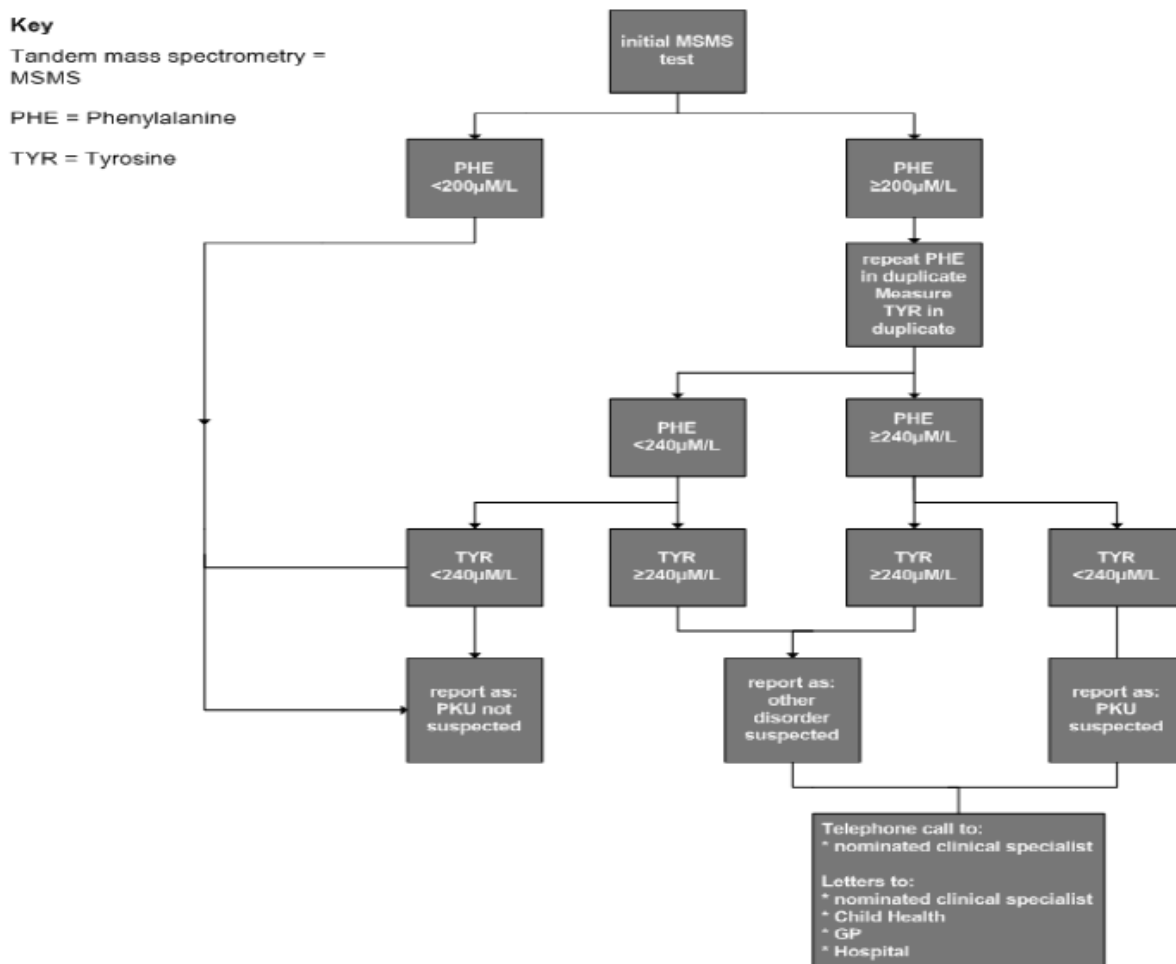 Key
Tandem mass spectrometry =
MSMS
PHE = Phenylalanine
TYR = Tyrosine
initial MSMS
test
PHE
<200µM/L
PHE
≥200µM/L
repeat PHE
in duplicate
Measure
TYR in
duplicate
PHE
<240µM/L
PHE
≥240µM/L
TYR
<240µM/L
TYR
≥240µM/L
TYR
≥240µM/L
TYR
<240µM/L
report as:
PKU not
suspected
report as:
other
disorder
suspected
report as:
PKU
suspected
Telephone call to:
* nominated clinical specialist
Letters to:
* nominated clinical specialist
* Child Health
* GP
* Hospital